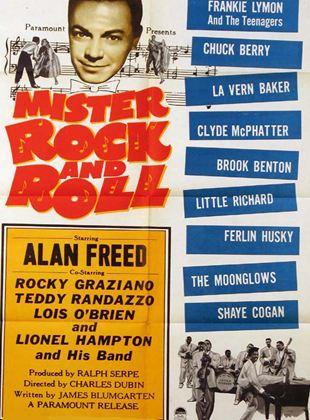 Paramount Presents
MISTER
ROCK
AND
ROLL
FRANKIE LYMON
And The Teenagers
CHUCK BERRY
LA VERN BAKER
CLYDE McPHATTER
BROOK BENTON
LITTLE RICHARD
FERLIN HUSKY
THE MOONGLOWS
SHAYE COGAN
Starring
ALAN FREED
Co-Starring
ROCKY GRAZIANO
TEDDY RANDAZZO
LOIS O'BRIEN
and
LIONEL HAMPTON
and His Band
Produced by RALPH SERPE
Directed by CHARLES DUBIN
Written by JAMES BLUMGARTEN
A PARAMOUNT RELEASE